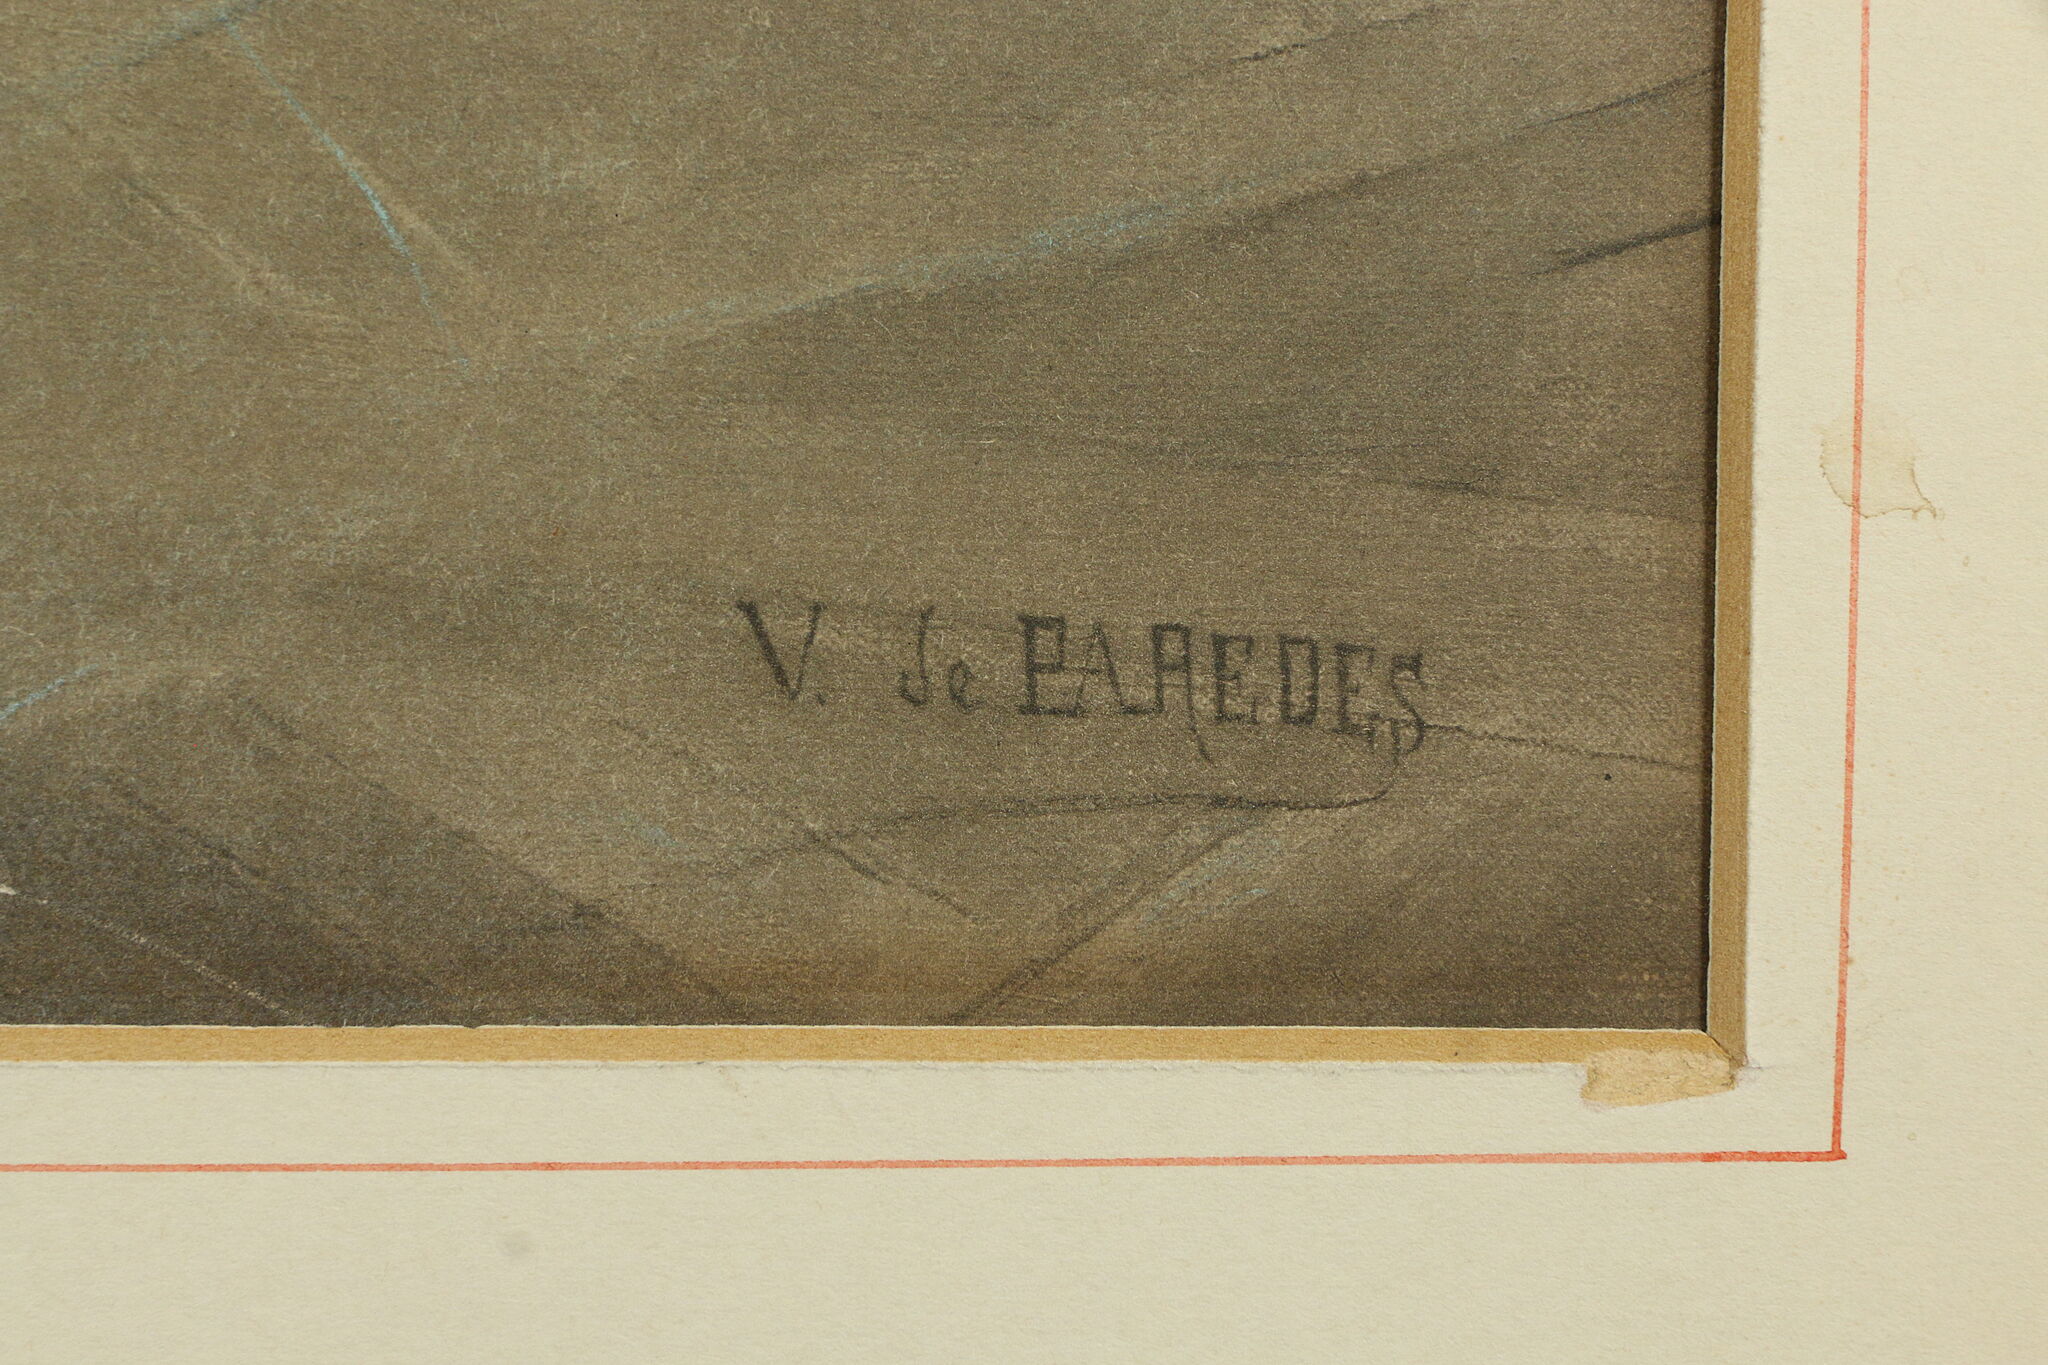 V. de PAREDES